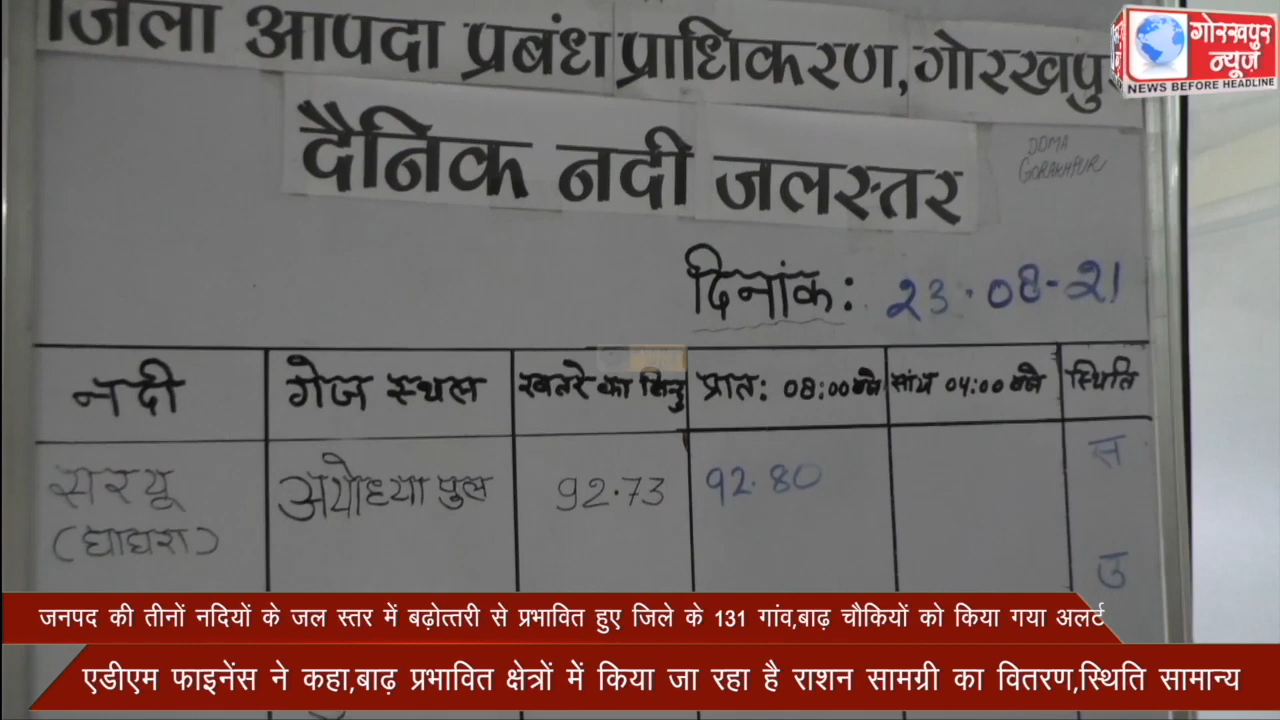 जिला आपदा प्रबंध प्राधिकरण,गोरखपु
गोरखपुर
न्यूज़
NEWS BEFORE HEADLINE
दैनिक नदी जलस्तर
DDMA
GORAKHPUR
दिनांक: 23-08-21
नदी गेज स्थल खतरे का बिन्दु प्रात: 08:00 बजे सांय 04:00 बजे स्थिति
सरयू अयोध्या पुल 92.73 92.80 स
(घाघरा)
उ
जनपद की तीनों नदियों के जल स्तर में बढ़ोत्तरी से प्रभावित हुए जिले के 131 गांव,बाढ़ चौकियों को किया गया अलर्ट
एडीएम फाइनेंस ने कहा,बाढ़ प्रभावित क्षेत्रों में किया जा रहा है राशन सामग्री का वितरण,स्थिति सामान्य